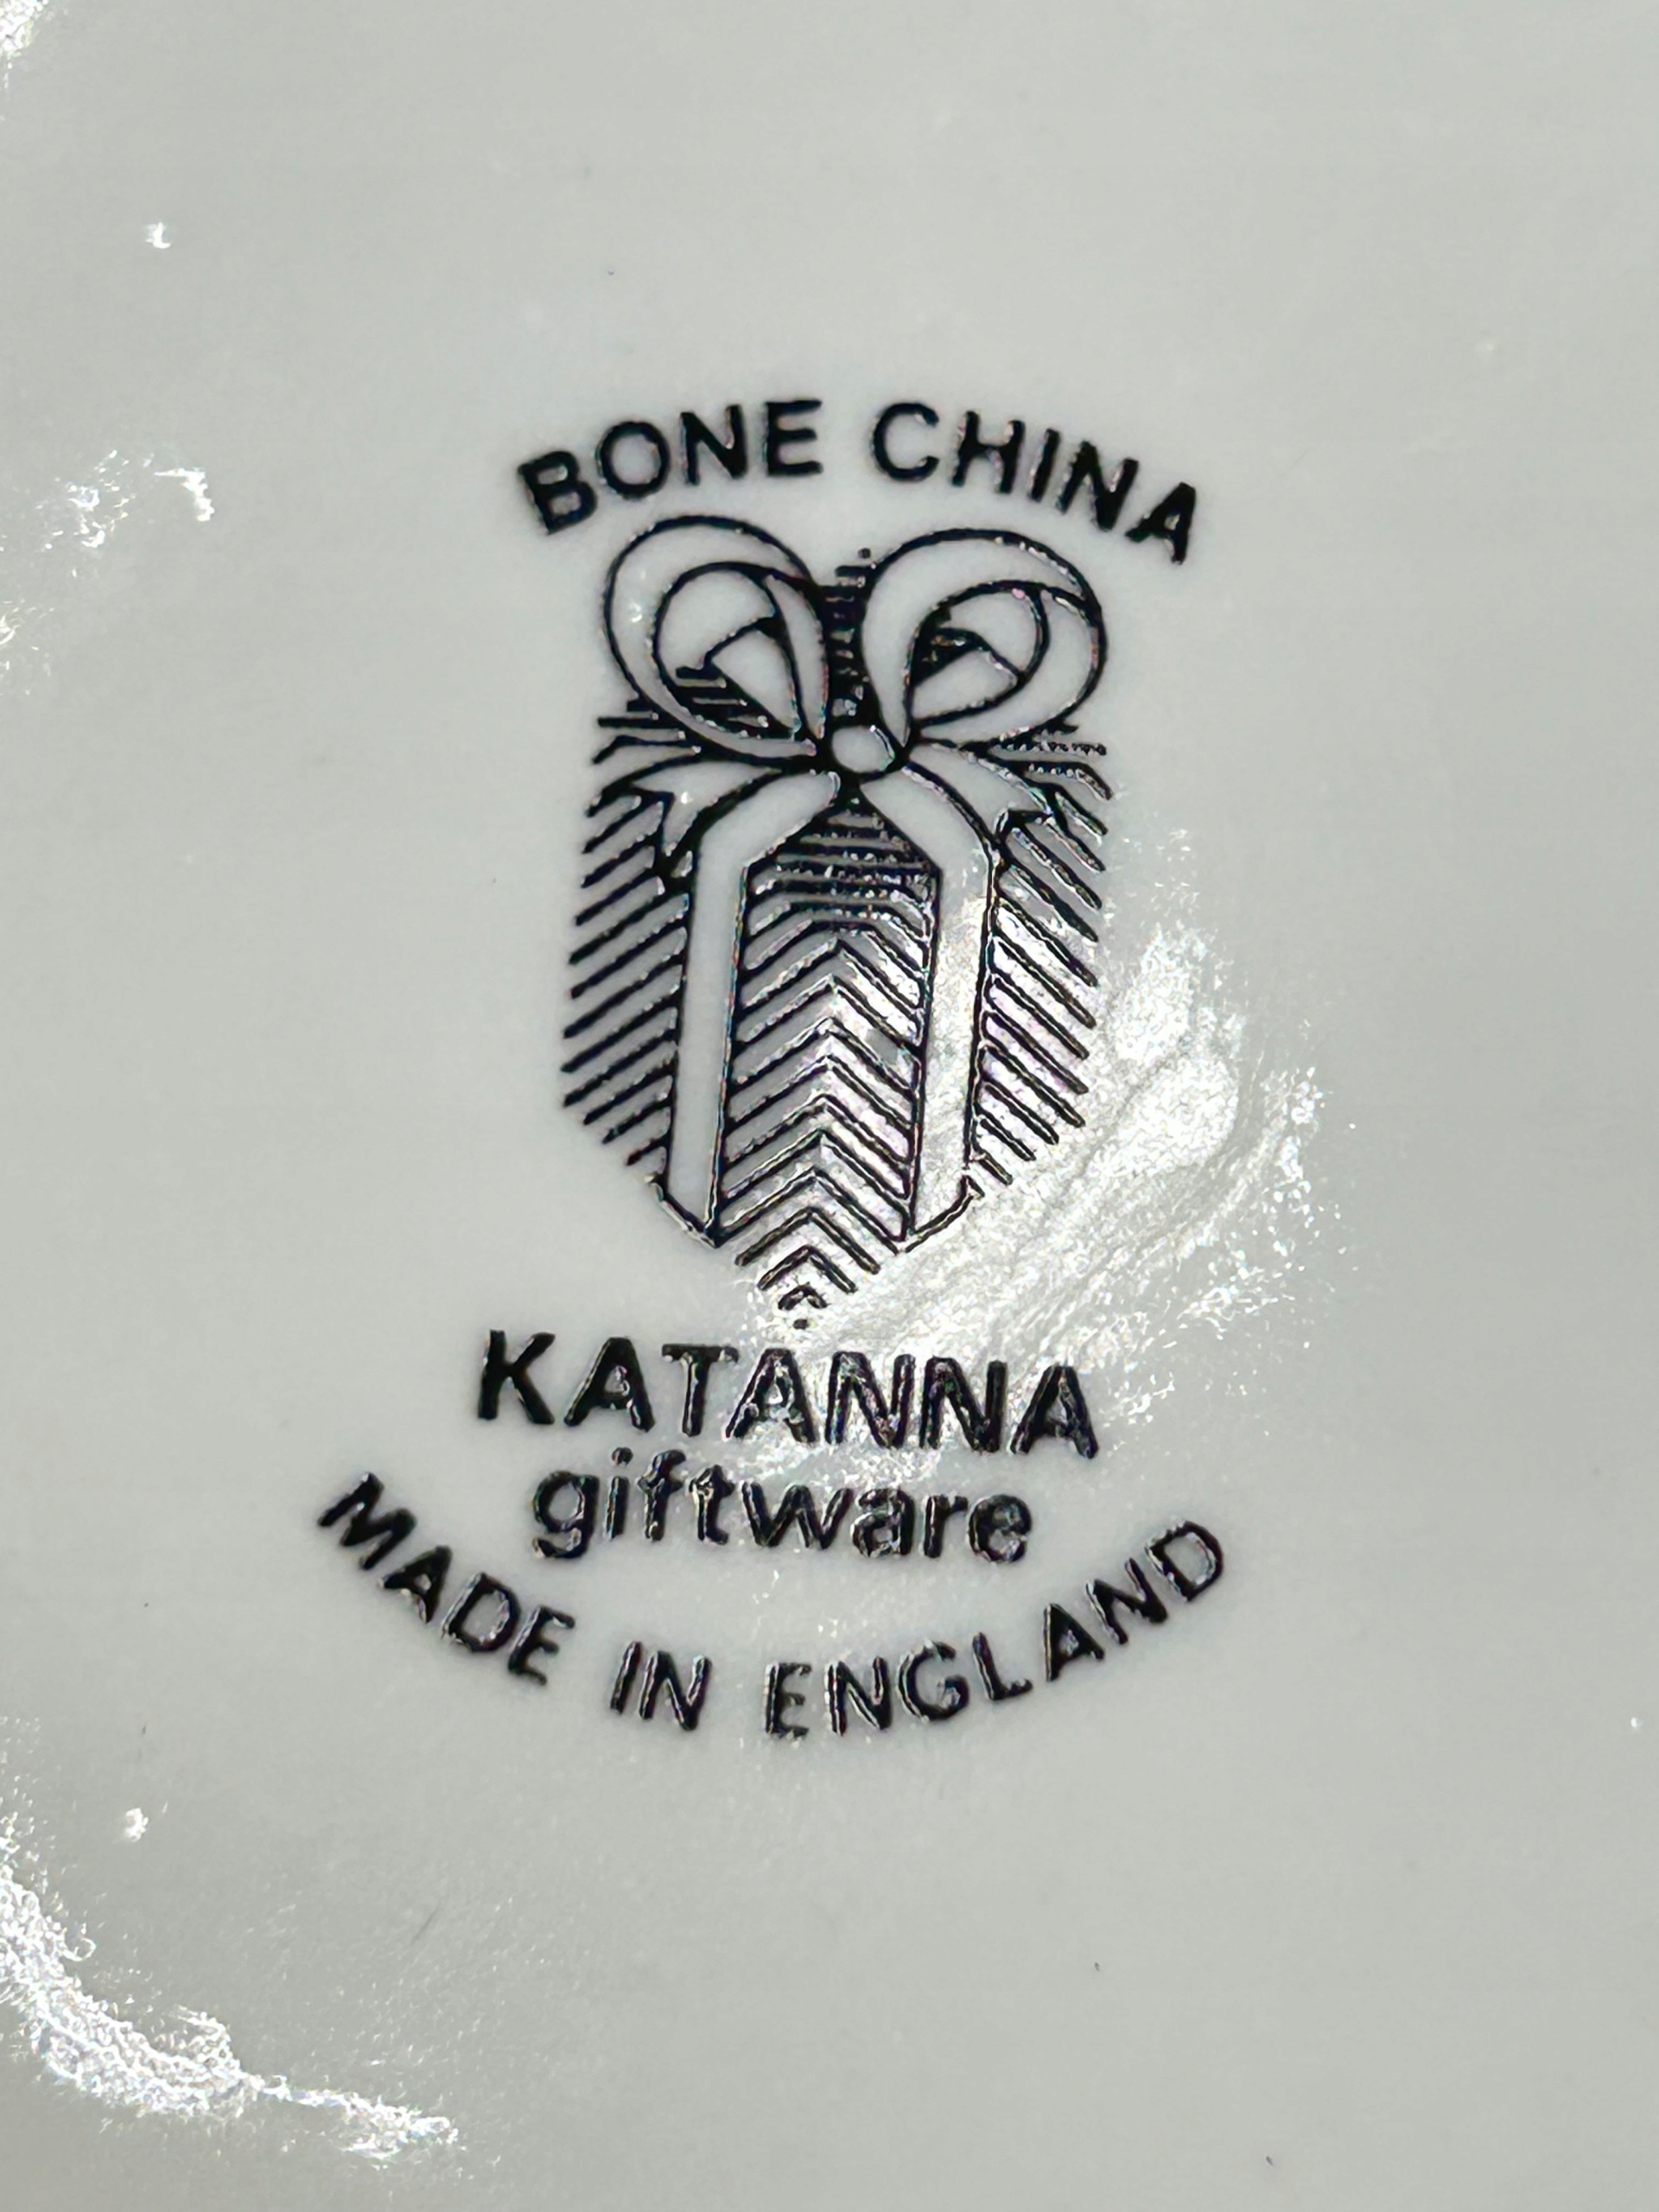 BONE CHINA
KATANNA
giftware
MADE IN ENGLAND